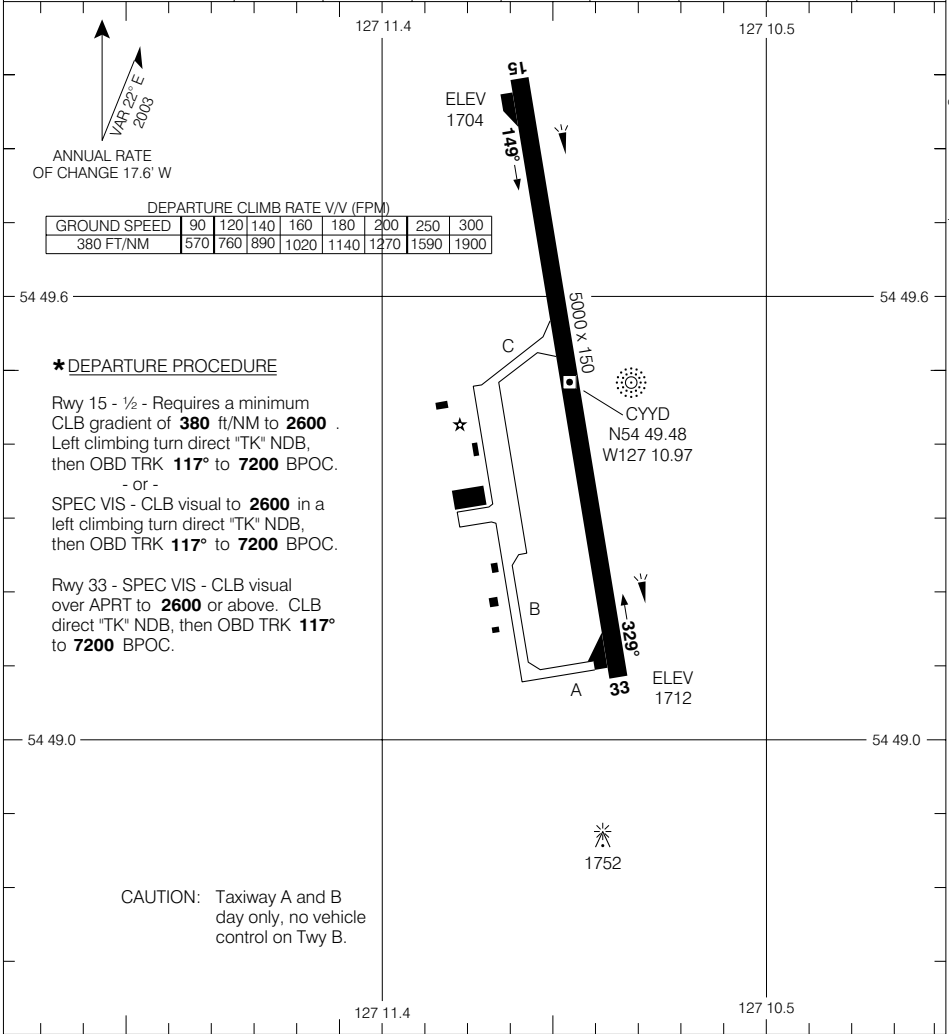 127 11.4
127 10.5
VAR 22° E
2003
ANNUAL RATE
OF CHANGE 17.6' W
ELEV
1704
15
149°
DEPARTURE CLIMB RATE V/V (FPM)
GROUND SPEED 90 120 140 160 180 200 250 300
380 FT/NM 570 760 890 1020 1140 1270 1590 1900
54 49.6
54 49.6
5000 x 150
C
CYYD
N54 49.48
W127 10.97
*DEPARTURE PROCEDURE
Rwy 15 - ½ - Requires a minimum
CLB gradient of 380 ft/NM to 2600 .
Left climbing turn direct "TK" NDB,
then OBD TRK 117° to 7200 BPOC.
- or -
SPEC VIS - CLB visual to 2600 in a
left climbing turn direct "TK" NDB,
then OBD TRK 117° to 7200 BPOC.
Rwy 33 - SPEC VIS - CLB visual
over APRT to 2600 or above. CLB
direct "TK" NDB, then OBD TRK 117°
to 7200 BPOC.
B
329°
A
33
ELEV
1712
54 49.0
54 49.0
1752
CAUTION: Taxiway A and B
day only, no vehicle
control on Twy B.
127 11.4
127 10.5